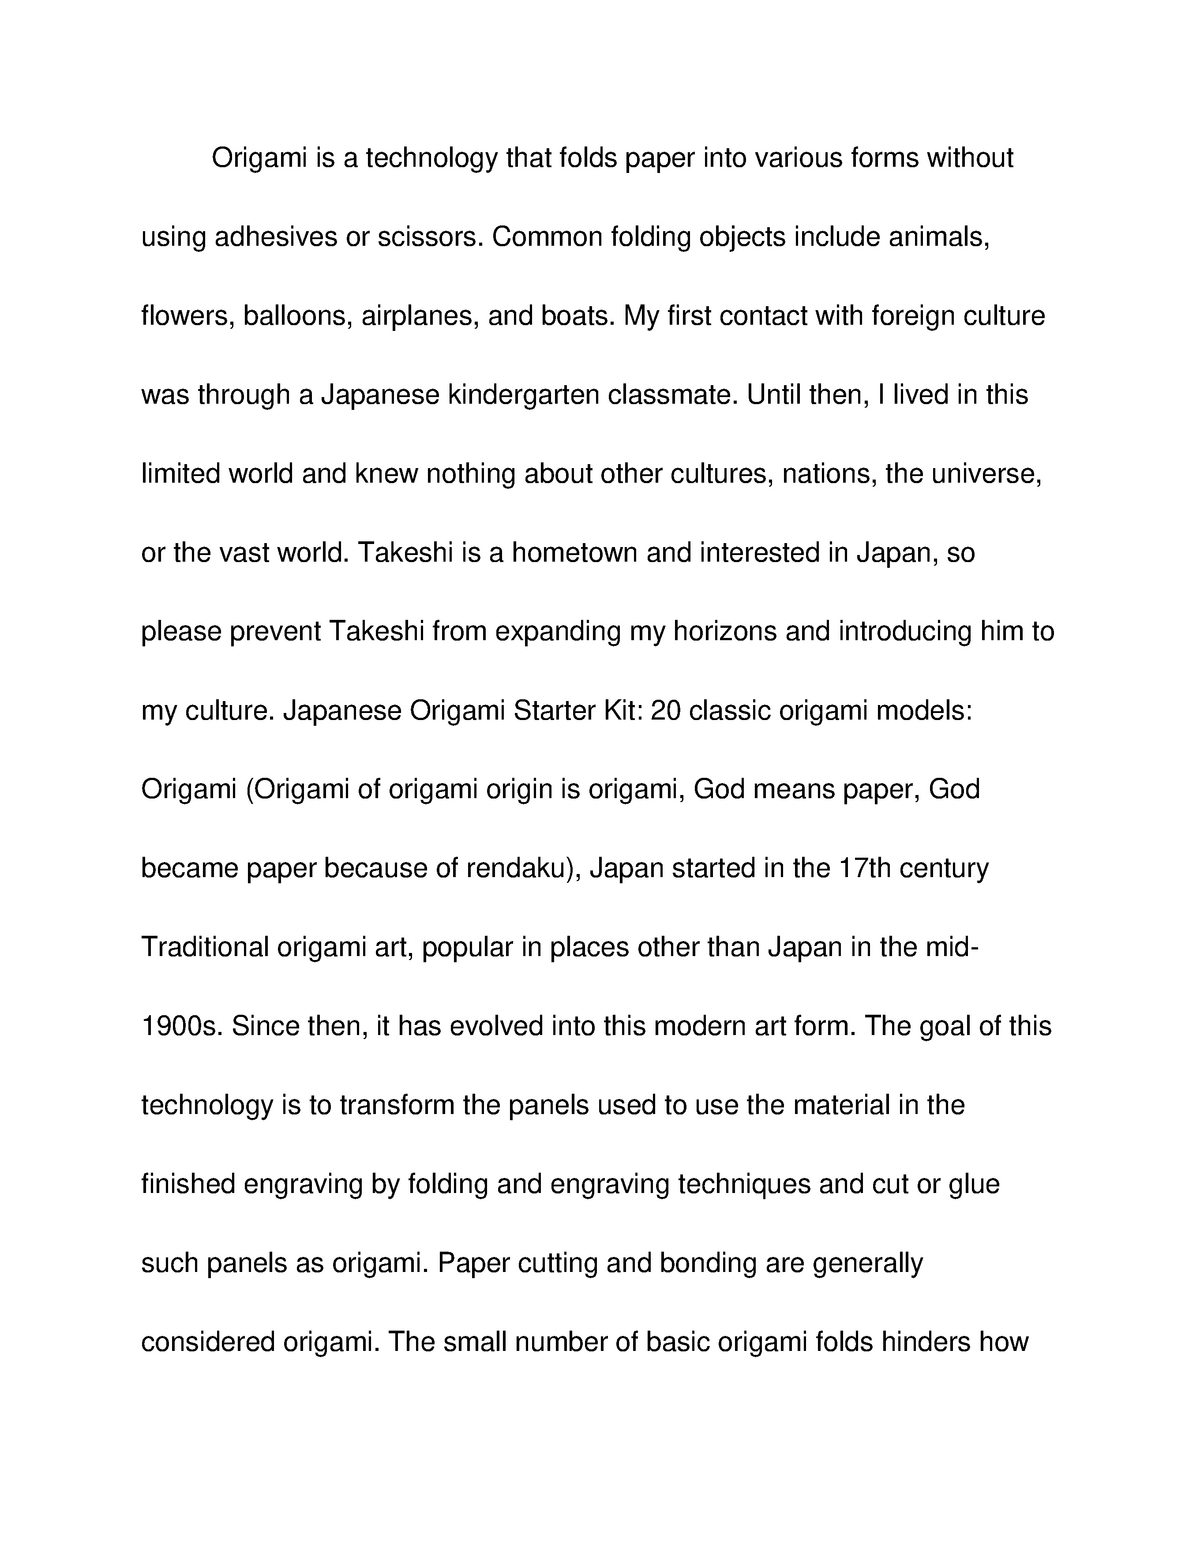 Origami is a technology that folds paper into various forms without
using adhesives or scissors. Common folding objects include animals,
flowers, balloons, airplanes, and boats. My first contact with foreign culture
was through a Japanese kindergarten classmate. Until then, I lived in this
limited world and knew nothing about other cultures, nations, the universe,
or the vast world. Takeshi is a hometown and interested in Japan, so
please prevent Takeshi from expanding my horizons and introducing him to
my culture. Japanese Origami Starter Kit: 20 classic origami models:
Origami (Origami of origami origin is origami, God means paper, God
became paper because of rendaku), Japan started in the 17th century
Traditional origami art, popular in places other than Japan in the mid-
1900s. Since then, it has evolved into this modern art form. The goal of this
technology is to transform the panels used to use the material in the
finished engraving by folding and engraving techniques and cut or glue
such panels as origami. Paper cutting and bonding are generally
considered origami. The small number of basic origami folds hinders how